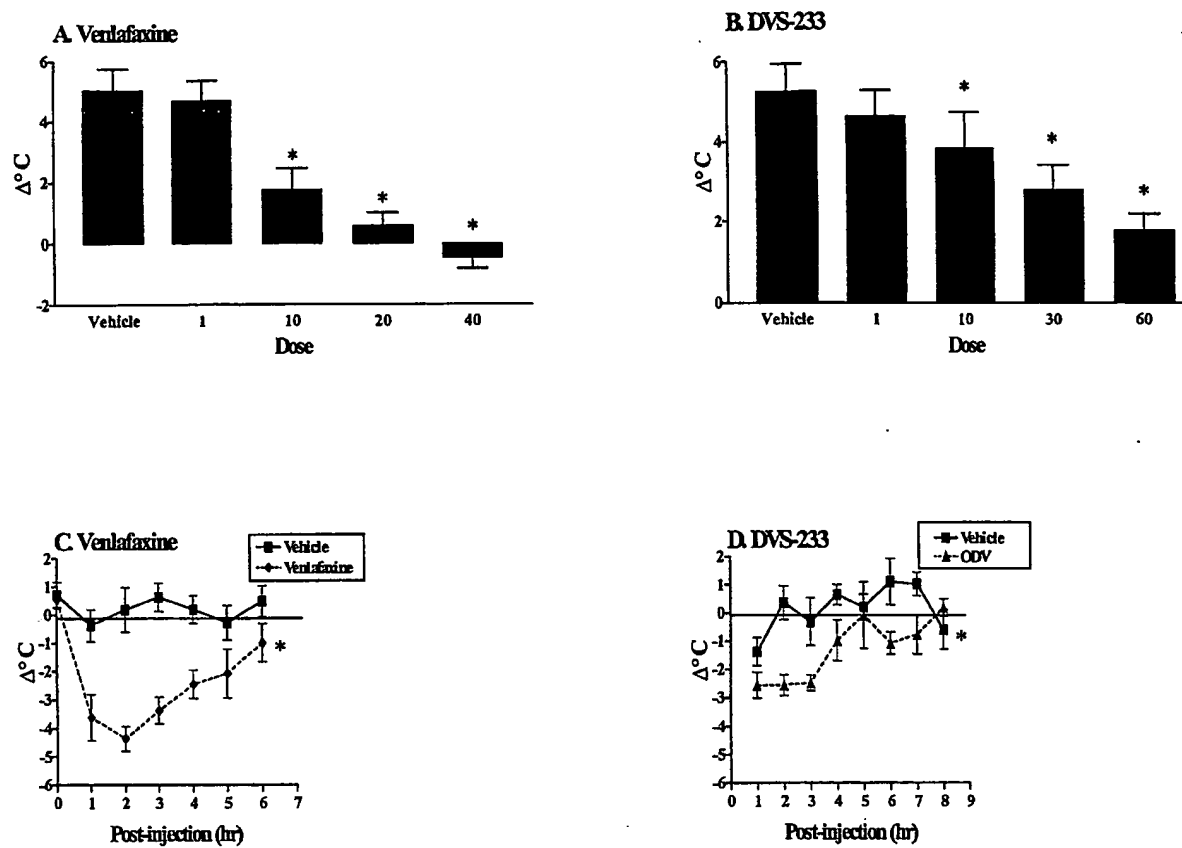 A. Venlafaxine
6
4
2
0
-2
Δ° C
*
*
*
Vehicle 1 10 20 40
Dose
B. DVS-233
6
4
2
0
Δ° C
*
*
*
Vehicle 1 10 30 60
Dose
C. Venlafaxine
Vehicle
Venlafaxine
2
1
0
-1
-2
-3
-4
-5
-6
Δ° C
*
0 1 2 3 4 5 6 7
Post-injection (hr)
D. DVS-233
Vehicle
ODV
2
1
0
-1
-2
-3
-4
-5
-6
Δ° C
*
0 1 2 3 4 5 6 7 8 9
Post-injection (hr)